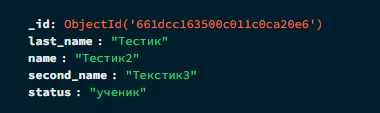 _id: ObjectId('661dcc163500c011c0ca20e6')
last_name : "Тестик"
name : "Тестик2"
second_name : "Текстик3"
status : "ученик"